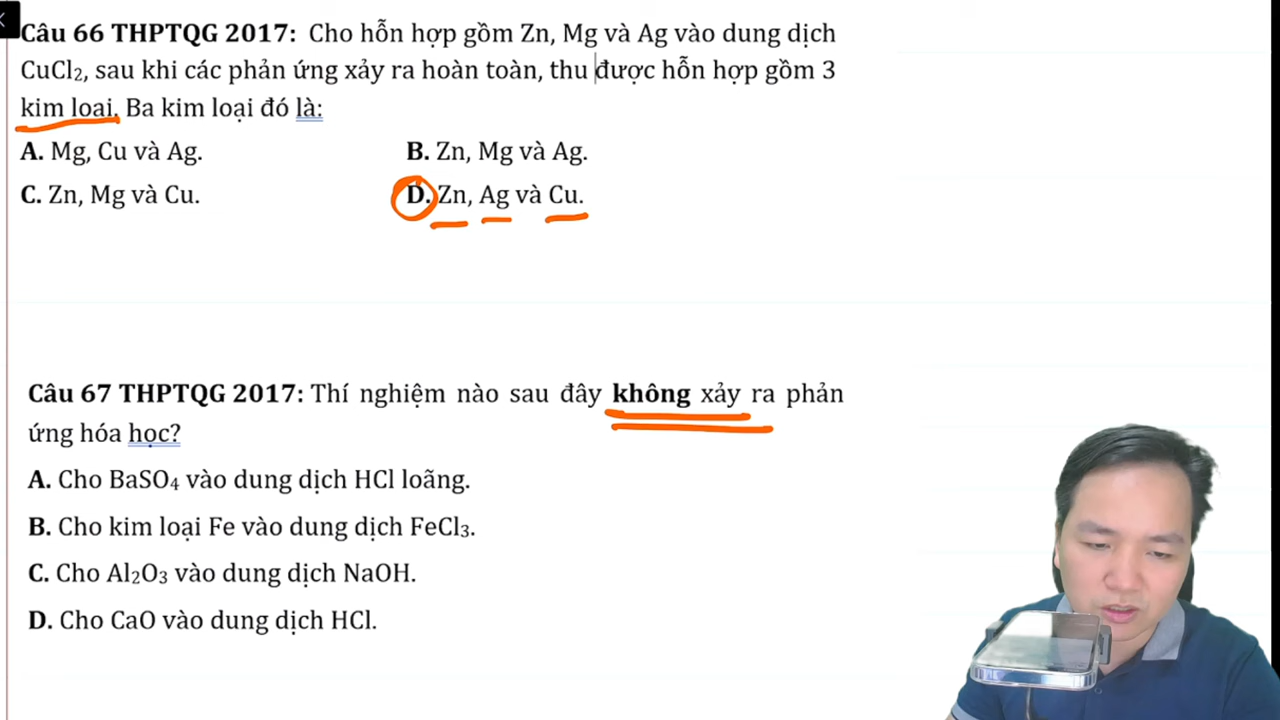 Câu 66 THPTQG 2017: Cho hỗn hợp gồm Zn, Mg và Ag vào dung dịch
CuCl₂, sau khi các phản ứng xảy ra hoàn toàn, thu được hỗn hợp gồm 3
kim loai. Ba kim loại đó là:
A. Mg, Cu và Ag. B. Zn, Mg và Ag.
C. Zn, Mg và Cu. D. Zn, Ag và Cu.
Câu 67 THPTQG 2017: Thí nghiệm nào sau đây không xảy ra phản
ứng hóa học?
A. Cho BaSO₄ vào dung dịch HCl loãng.
B. Cho kim loại Fe vào dung dịch FeCl₃.
C. Cho Al₂O₃ vào dung dịch NaOH.
D. Cho CaO vào dung dịch HCl.